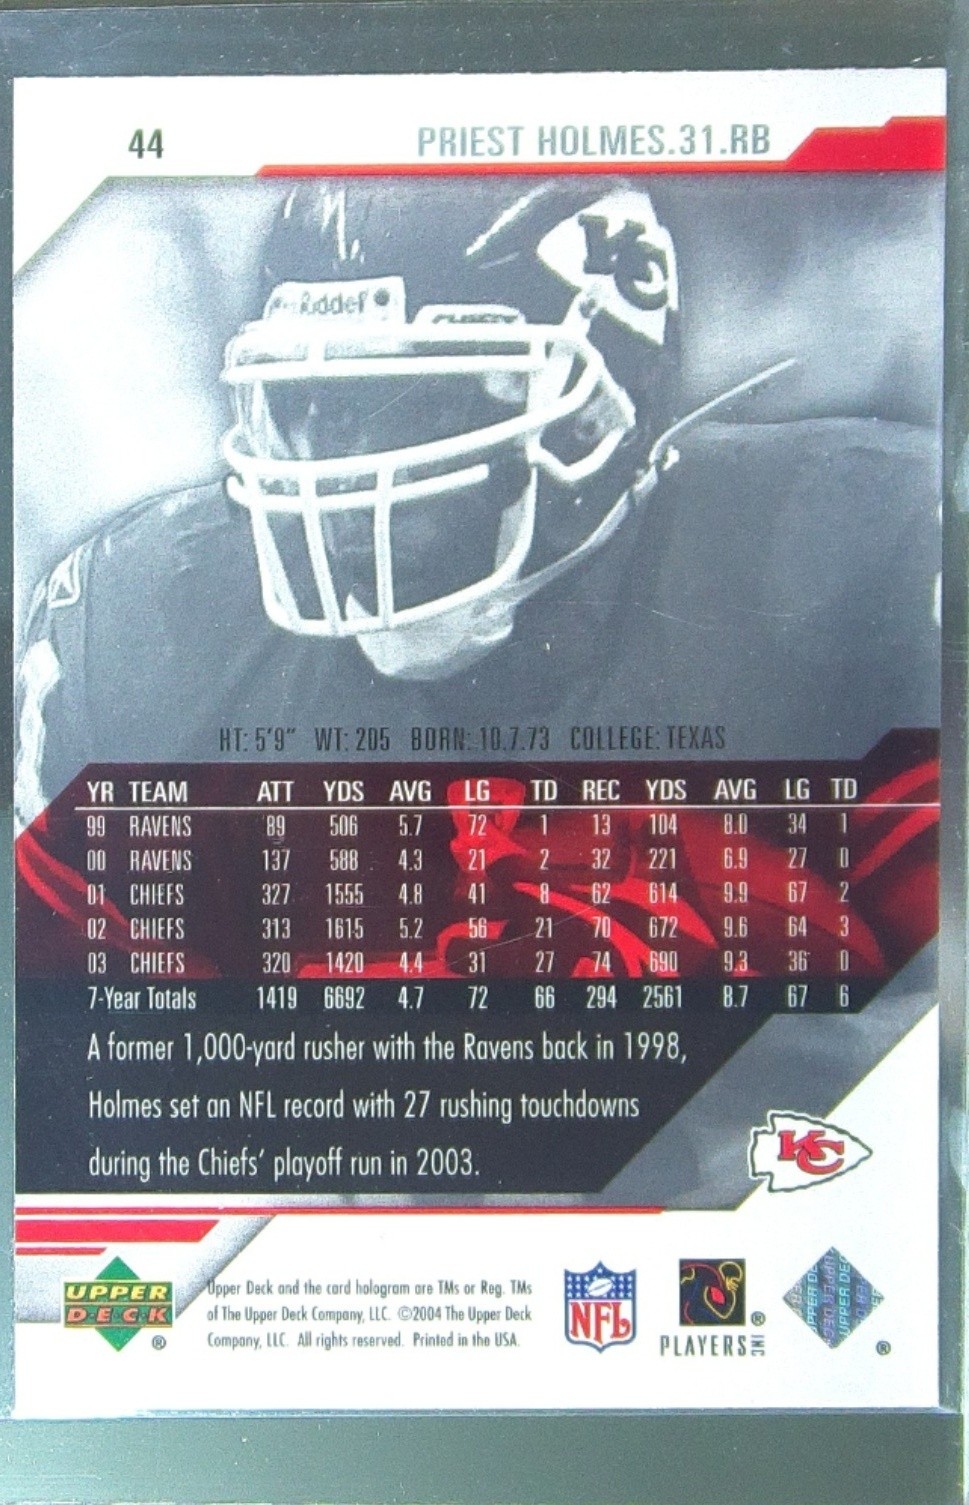 44
PRIEST HOLMES.31.RB
KC
Riddell
HT: 5'9" WT: 205 BORN: 10.7.73 COLLEGE: TEXAS
YR TEAM ATT YDS AVG LG TD REC YDS AVG LG TD
99 RAVENS 89 506 5.7 72 1 13 104 8.0 34 1
00 RAVENS 137 588 4.3 21 2 32 221 6.9 27 0
01 CHIEFS 327 1555 4.8 41 8 62 614 9.9 67 2
02 CHIEFS 313 1615 5.2 56 21 70 672 9.6 64 3
03 CHIEFS 320 1420 4.4 31 27 74 690 9.3 36 0
7-Year Totals 1419 6692 4.7 72 66 294 2561 8.7 67 6
A former 1,000-yard rusher with the Ravens back in 1998,
Holmes set an NFL record with 27 rushing touchdowns
during the Chiefs' playoff run in 2003.
KC
UPPER
DECK
®
Upper Deck and the card hologram are TMs or Reg. TMs
of The Upper Deck Company, LLC. ©2004 The Upper Deck
Company, LLC. All rights reserved. Printed in the USA.
NFL
PLAYERS INC ®
UPPER DE
®